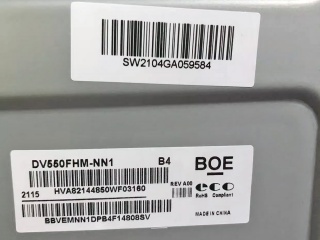 SW2104GA059584
DV550FHM-NN1 B4 BOE
2115 HVA82144850WF03160 REV A00 eco
RoHS Compliant
BBVEMNN1DPB4F14808SV MADE IN CHINA